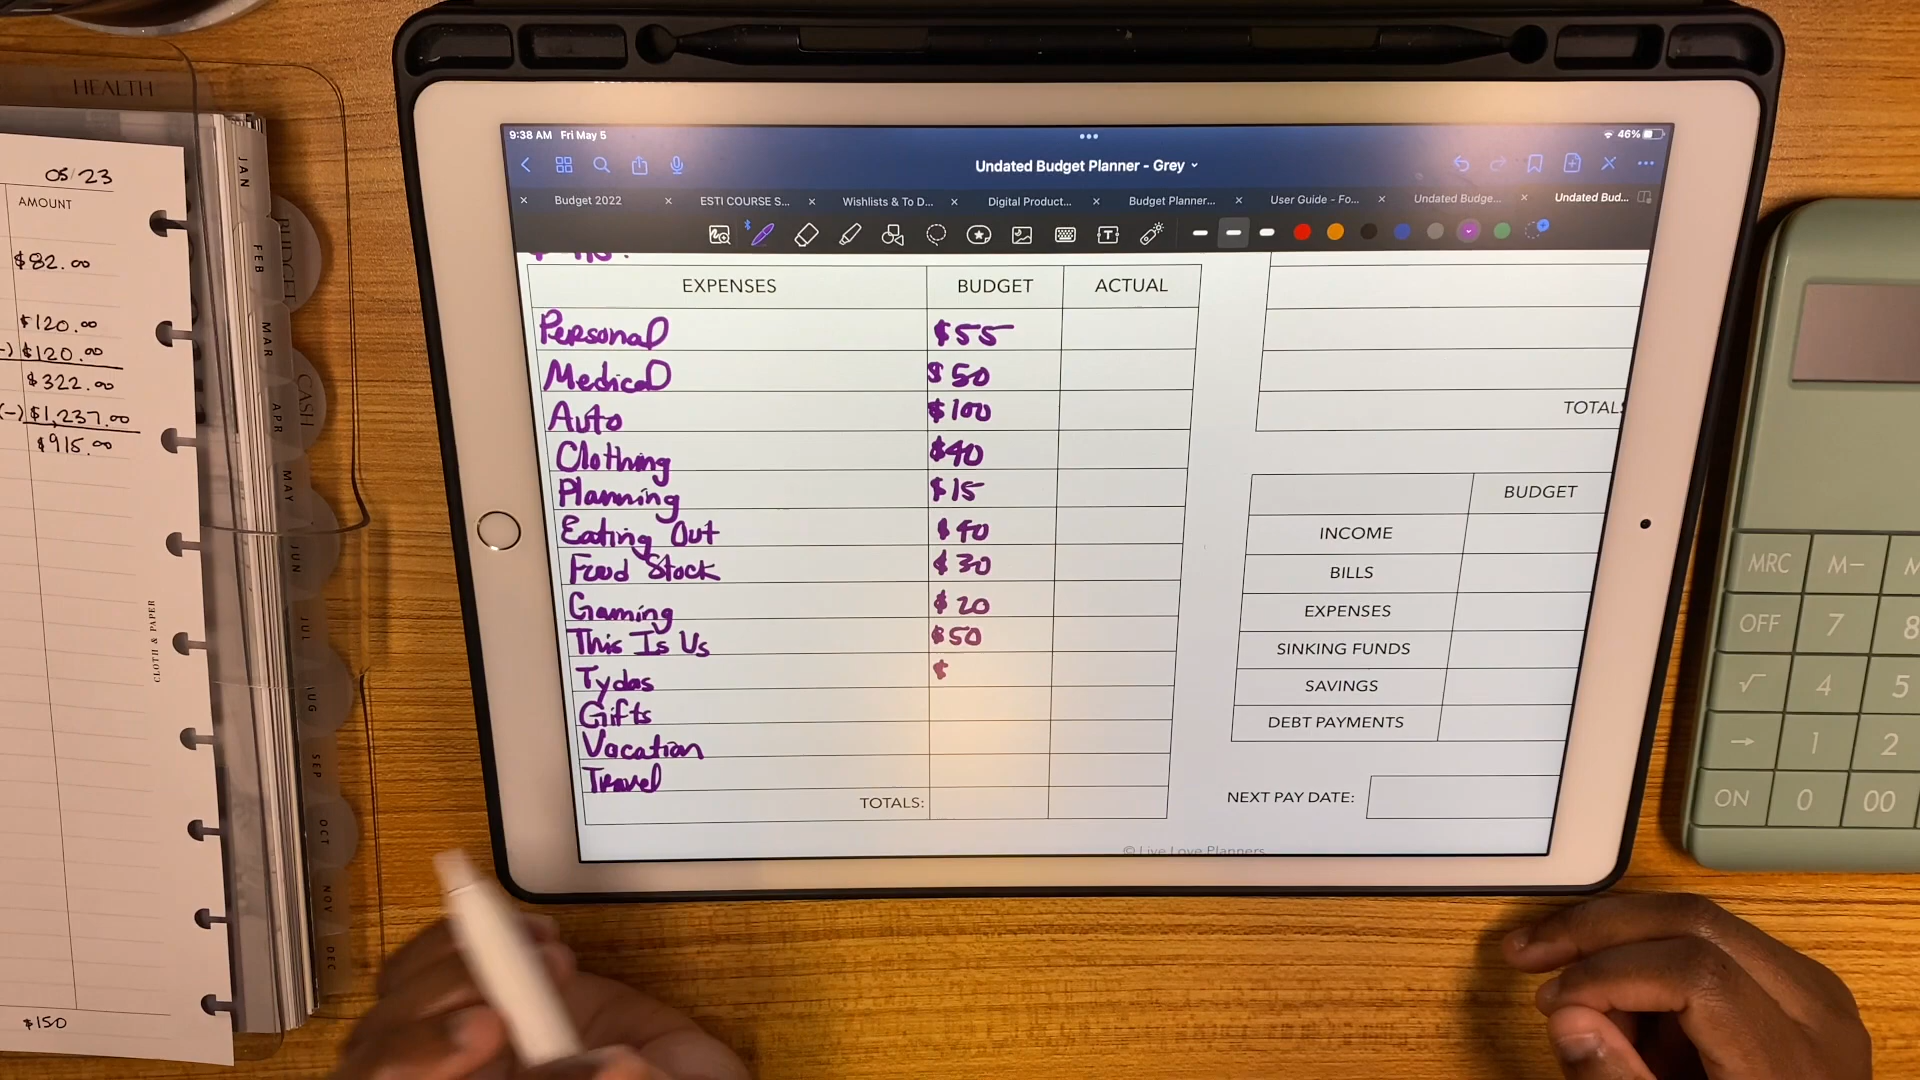 HEALTH
05/23
AMOUNT
$82.00
$120.00
-) $120.00
$322.00
(-) $1,237.00
$915.00
$150
CLOTH & PAPER
JAN
FEB
MAR
APR
MAY
JUN
JUL
AUG
SEP
OCT
NOV
DEC
BUDGET
CASH
9:38 AM Fri May 5
46%
Undated Budget Planner - Grey
Budget 2022
ESTI COURSE S...
Wishlists & To D...
Digital Product...
Budget Planner...
User Guide - Fo...
Undated Budge...
Undated Bud...
EXPENSES BUDGET ACTUAL
Personal $55
Medical $50
Auto $100
Clothing $40
Planning $15
Eating Out $40
Food Stock $30
Gaming $20
This Is Us $50
Tydas $
Gifts
Vacation
Travel
TOTALS:
TOTALS
BUDGET
INCOME
BILLS
EXPENSES
SINKING FUNDS
SAVINGS
DEBT PAYMENTS
NEXT PAY DATE:
© Live Love Planners
MRC M-
OFF 7 8
√ 4 5
→ 1 2
ON 0 00